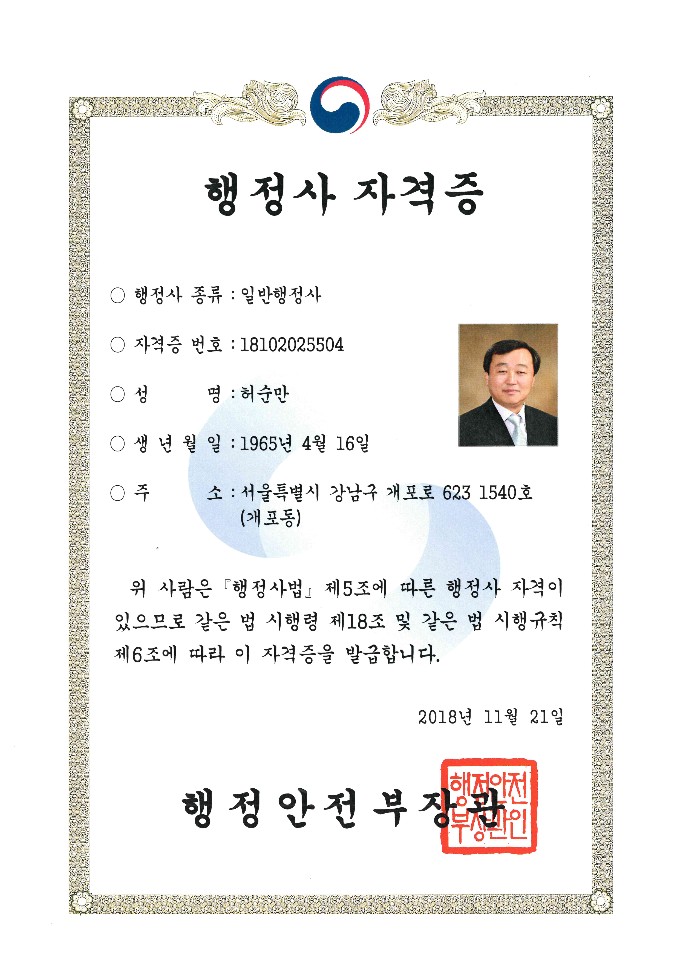 행정사 자격증
○ 행정사 종류 : 일반행정사
○ 자격증 번호 : 18102025504
○ 성 명 : 허순만
○ 생 년 월 일 : 1965년 4월 16일
○ 주 소 : 서울특별시 강남구 개포로 623 1540호
(개포동)
위 사람은 『행정사법』 제5조에 따른 행정사 자격이
있으므로 같은 법 시행령 제18조 및 같은 법 시행규칙
제6조에 따라 이 자격증을 발급합니다.
2018년 11월 21일
행정안전부장관
행정안전
부장관인